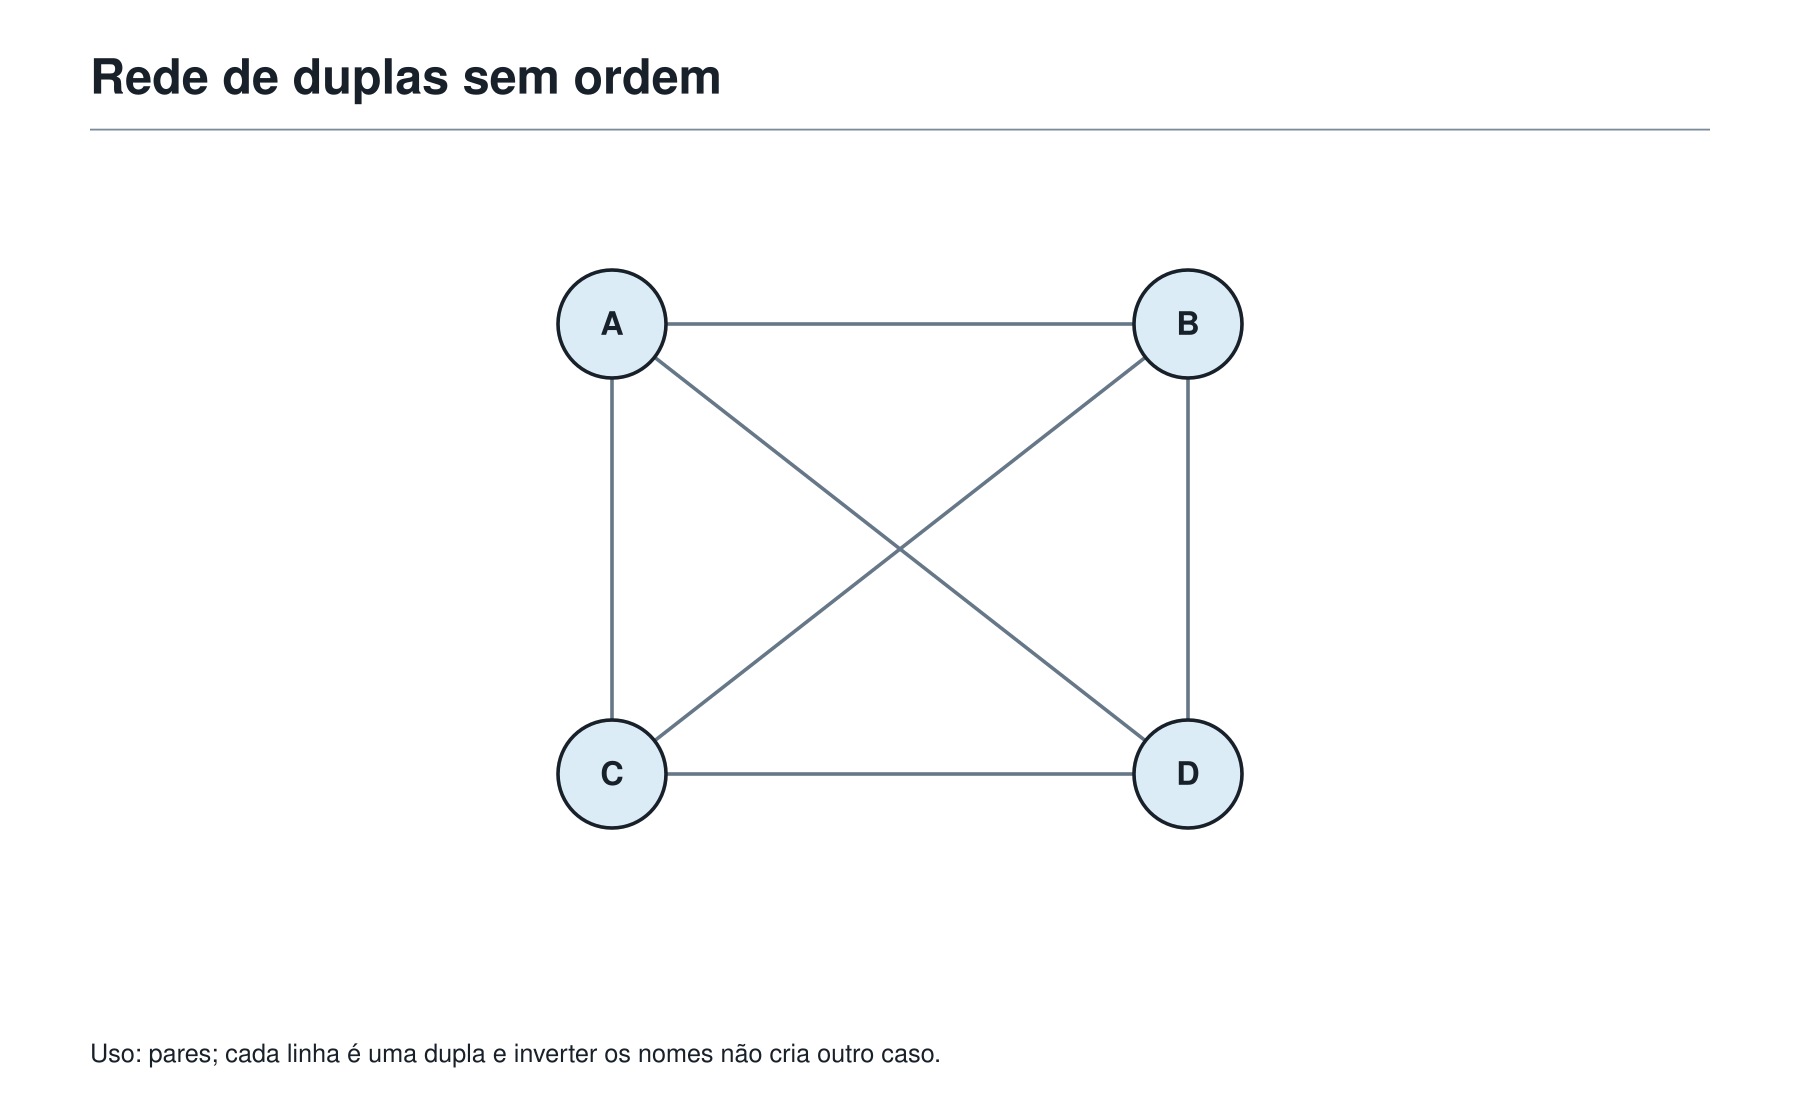 Rede de duplas sem ordem
A
B
C
D
Uso: pares; cada linha é uma dupla e inverter os nomes não cria outro caso.